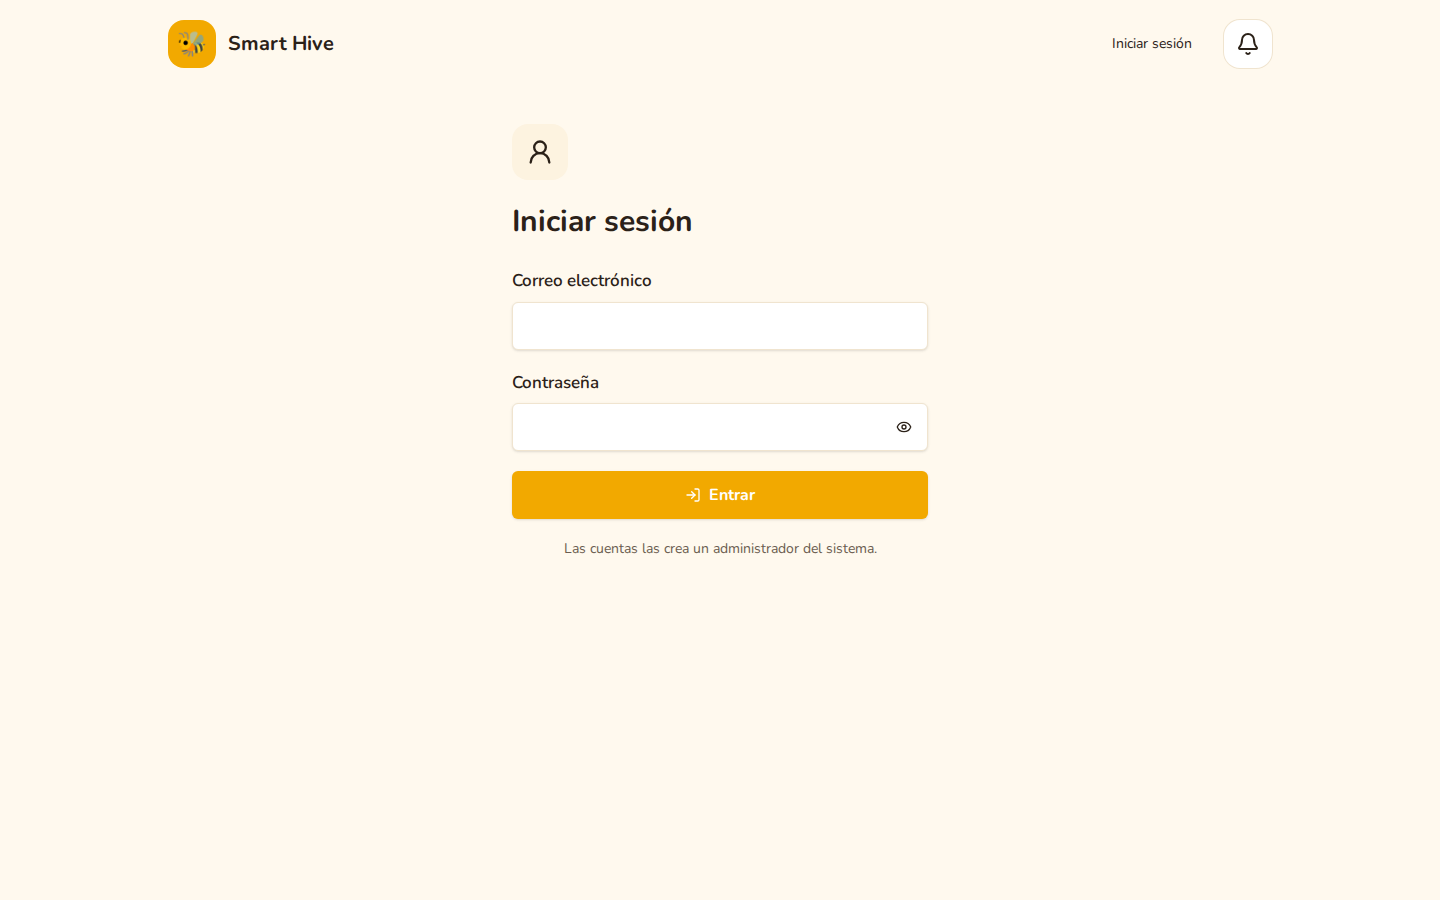 Smart Hive
Iniciar sesión
Iniciar sesión
Correo electrónico
Contraseña
Entrar
Las cuentas las crea un administrador del sistema.